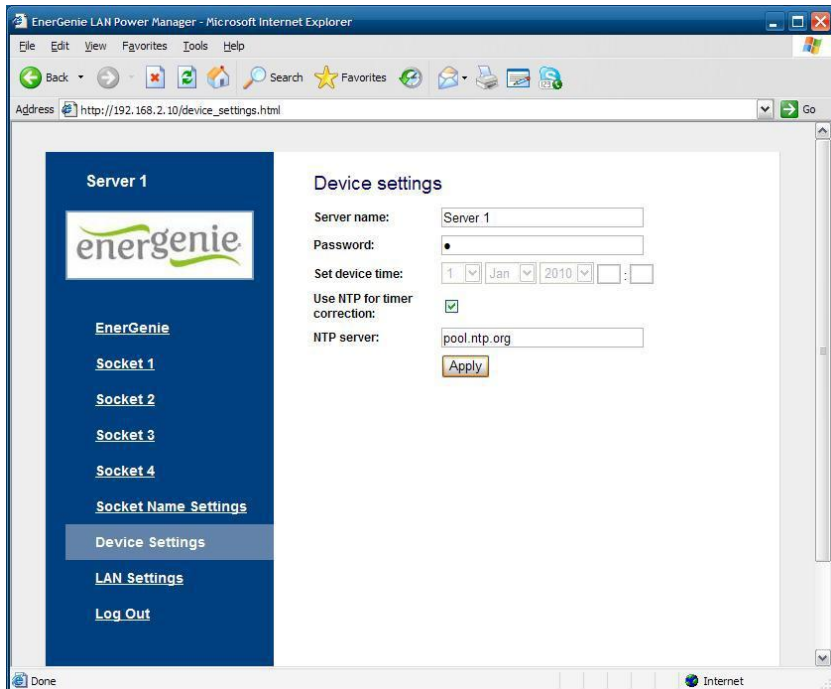 EnerGenie LAN Power Manager - Microsoft Internet Explorer
File Edit View Favorites Tools Help
Back Search Favorites
Address http://192.168.2.10/device_settings.html Go
Server 1
energenie
EnerGenie
Socket 1
Socket 2
Socket 3
Socket 4
Socket Name Settings
Device Settings
LAN Settings
Log Out
Device settings
Server name: Server 1
Password: •
Set device time: 1 Jan 2010 :
Use NTP for timer
correction:
NTP server: pool.ntp.org
Apply
Done Internet